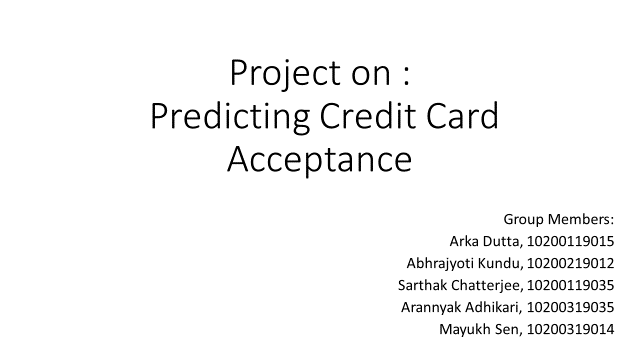 Project on :
Predicting Credit Card
Acceptance
Group Members:
Arka Dutta, 10200119015
Abhrajyoti Kundu, 10200219012
Sarthak Chatterjee, 10200119035
Arannyak Adhikari, 10200319035
Mayukh Sen, 10200319014